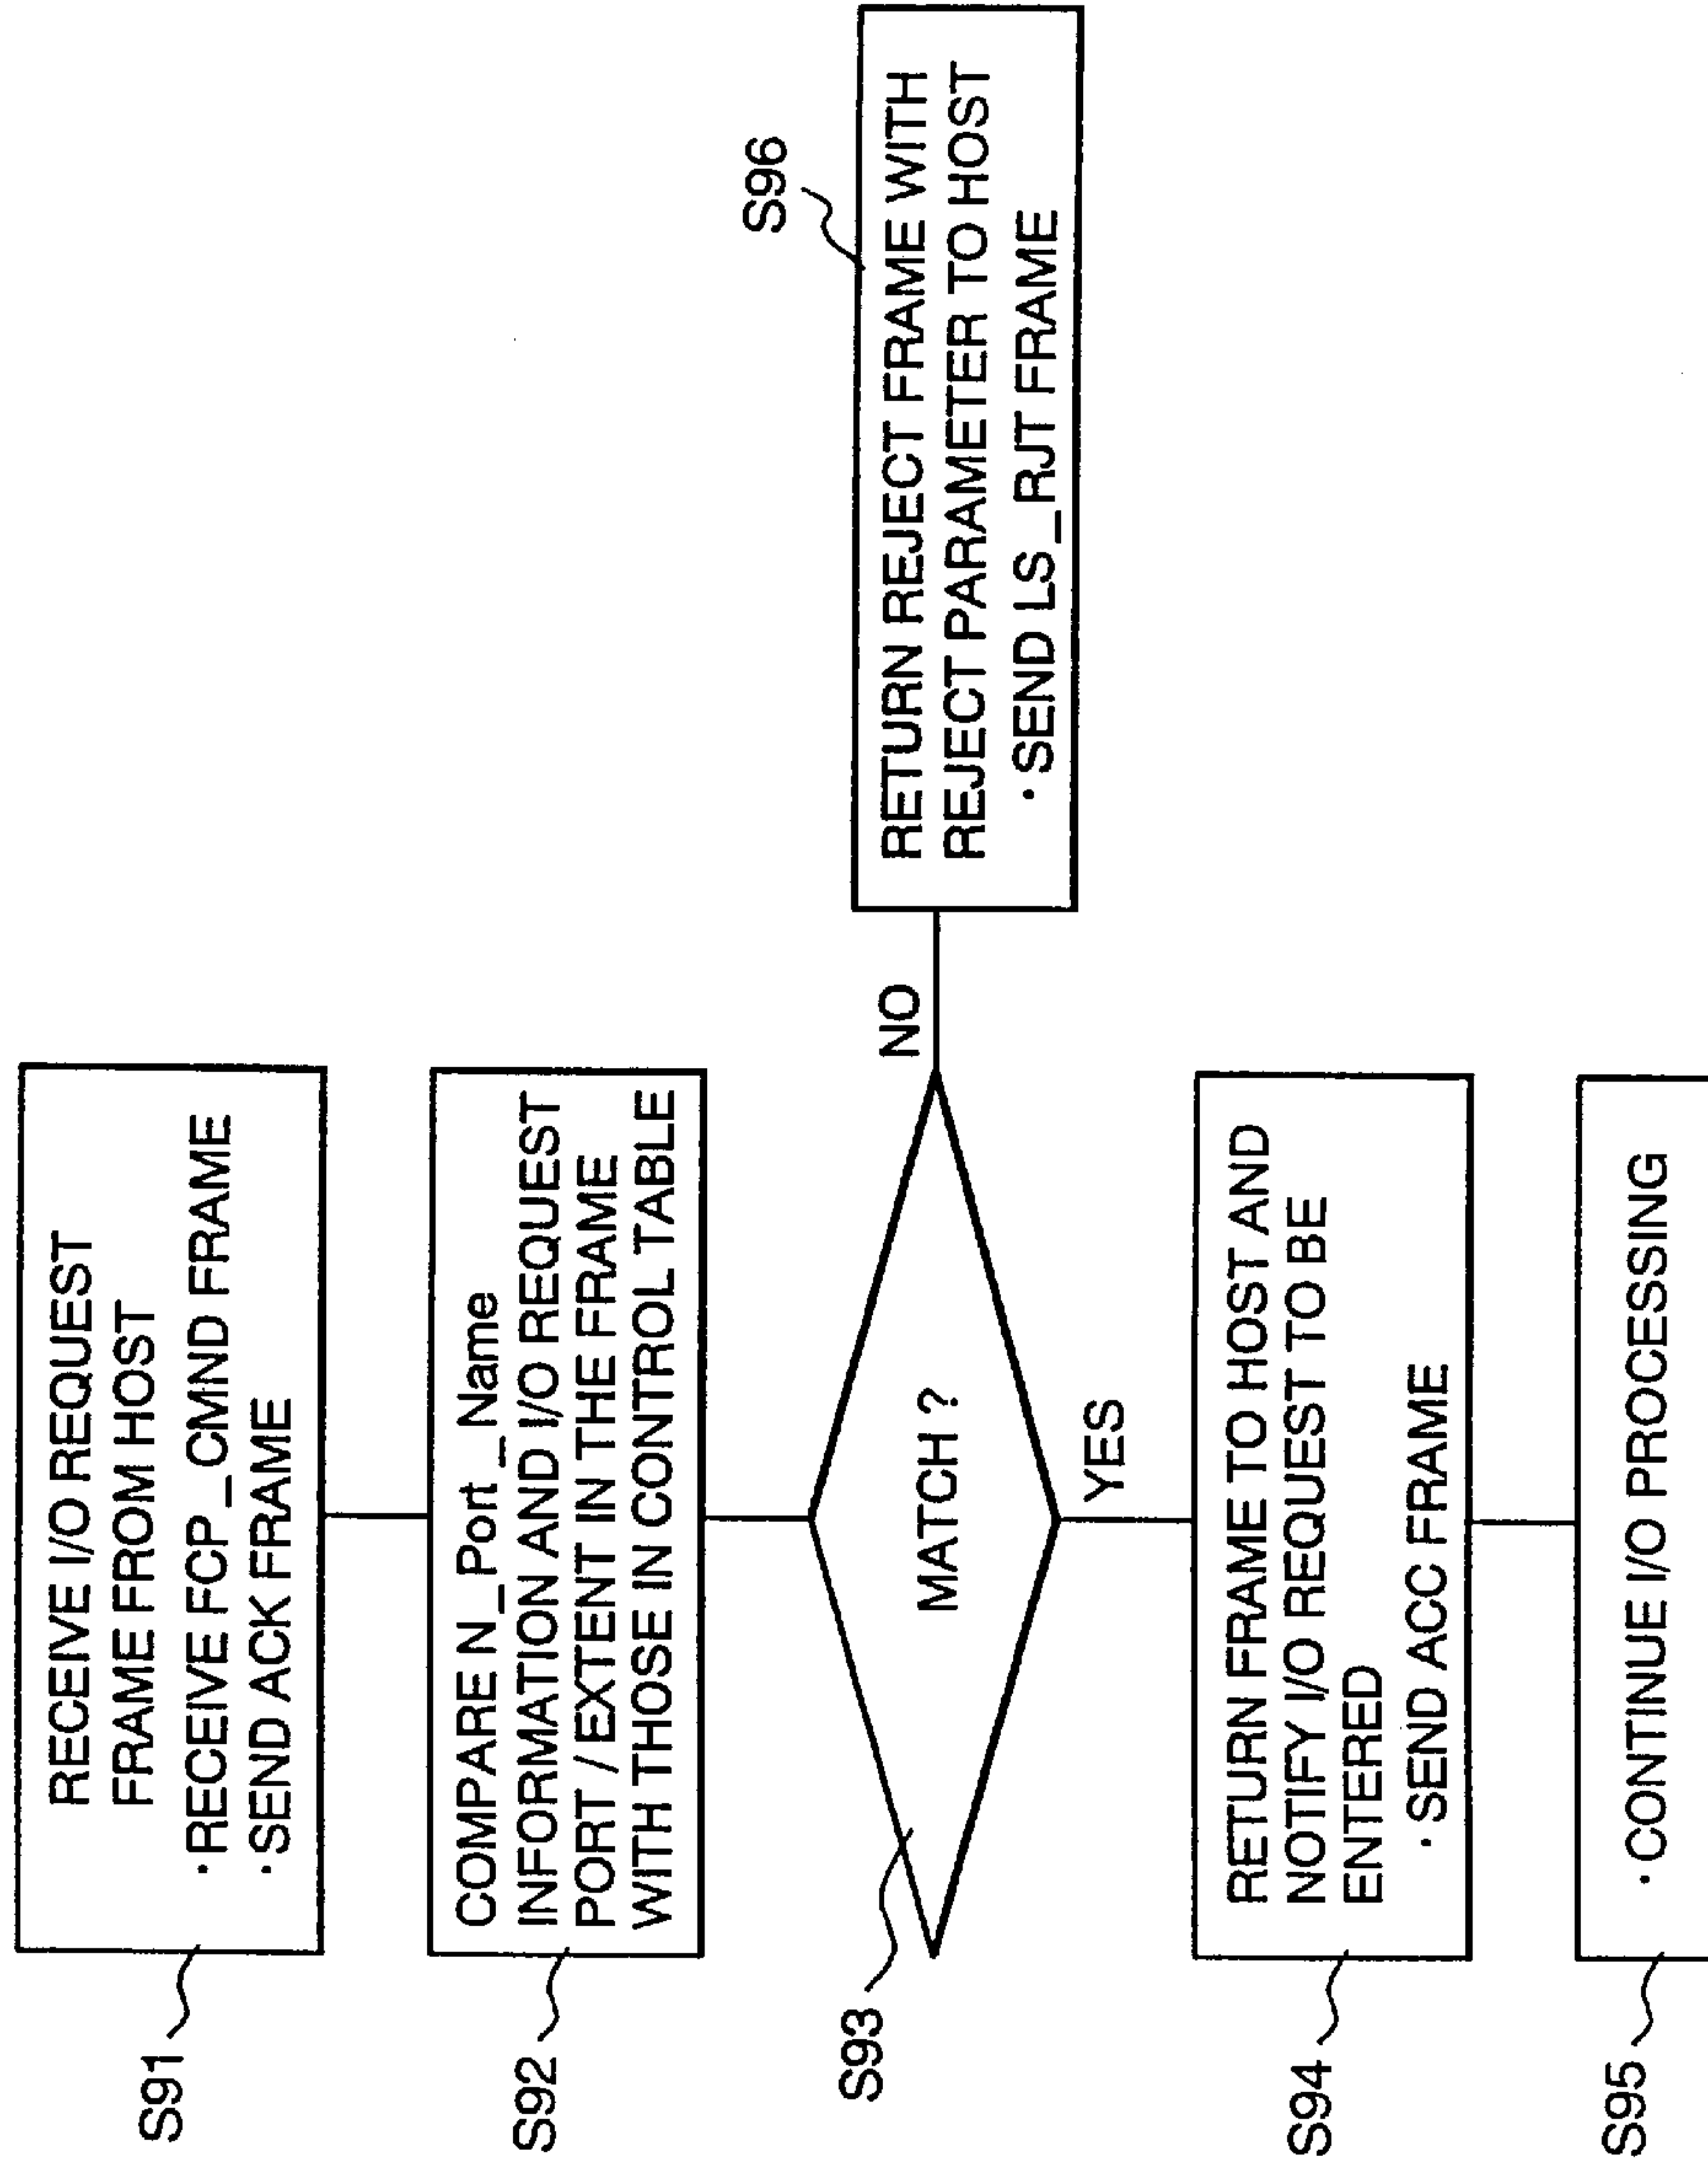 S91
RECEIVE I/O REQUEST
FRAME FROM HOST
· RECEIVE FCP_CMND FRAME
· SEND ACK FRAME
S92
COMPARE N_Port_Name
INFORMATION AND I/O REQUEST
PORT / EXTENT IN THE FRAME
WITH THOSE IN CONTROL TABLE
S93
MATCH ?
NO
S96
RETURN REJECT FRAME WITH
REJECT PARAMETER TO HOST
· SEND LS_RJT FRAME
YES
S94
RETURN FRAME TO HOST AND
NOTIFY I/O REQUEST TO BE
ENTERED
· SEND ACC FRAME
S95
· CONTINUE I/O PROCESSING